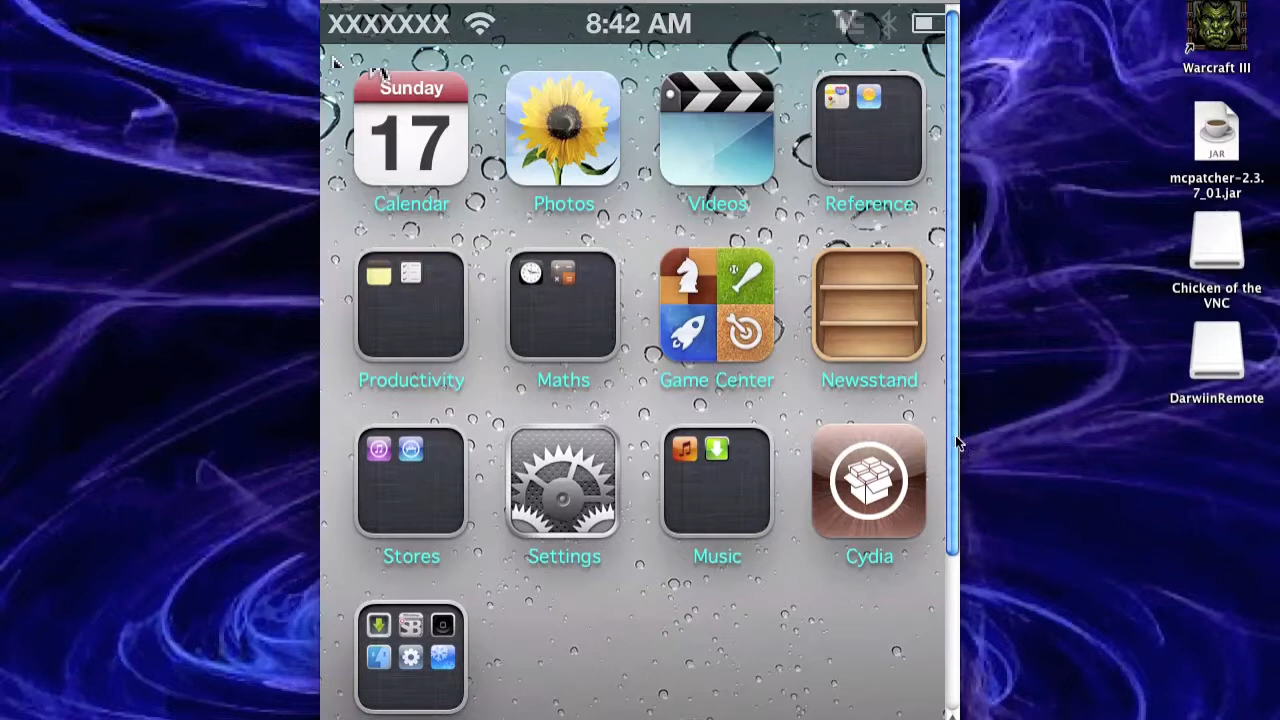 XXXXXXX 8:42 AM
Warcraft III
Sunday
17
Calendar Photos Videos Reference
JAR
mcpatcher-2.3.
7_01.jar
Chicken of the
VNC
Productivity Maths Game Center Newsstand
DarwiinRemote
Stores Settings Music Cydia